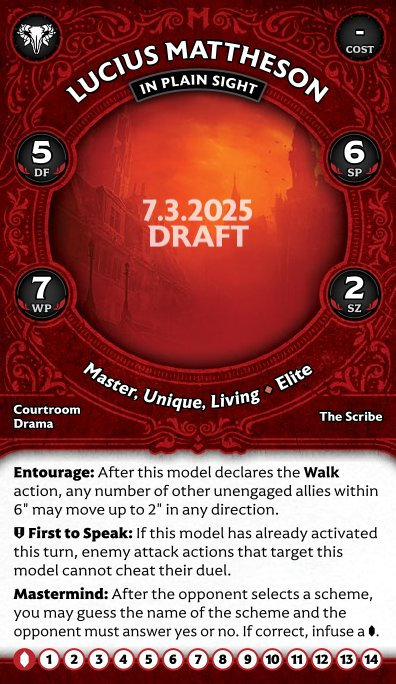 -
COST
LUCIUS MATTHESON
IN PLAIN SIGHT
5
DF
6
SP
7.3.2025
DRAFT
7
WP
2
SZ
Master, Unique, Living ♦ Elite
Courtroom
Drama
The Scribe
Entourage: After this model declares the Walk
action, any number of other unengaged allies within
6" may move up to 2" in any direction.
First to Speak: If this model has already activated
this turn, enemy attack actions that target this
model cannot cheat their duel.
Mastermind: After the opponent selects a scheme,
you may guess the name of the scheme and the
opponent must answer yes or no. If correct, infuse a .
1 2 3 4 5 6 7 8 9 10 11 12 13 14